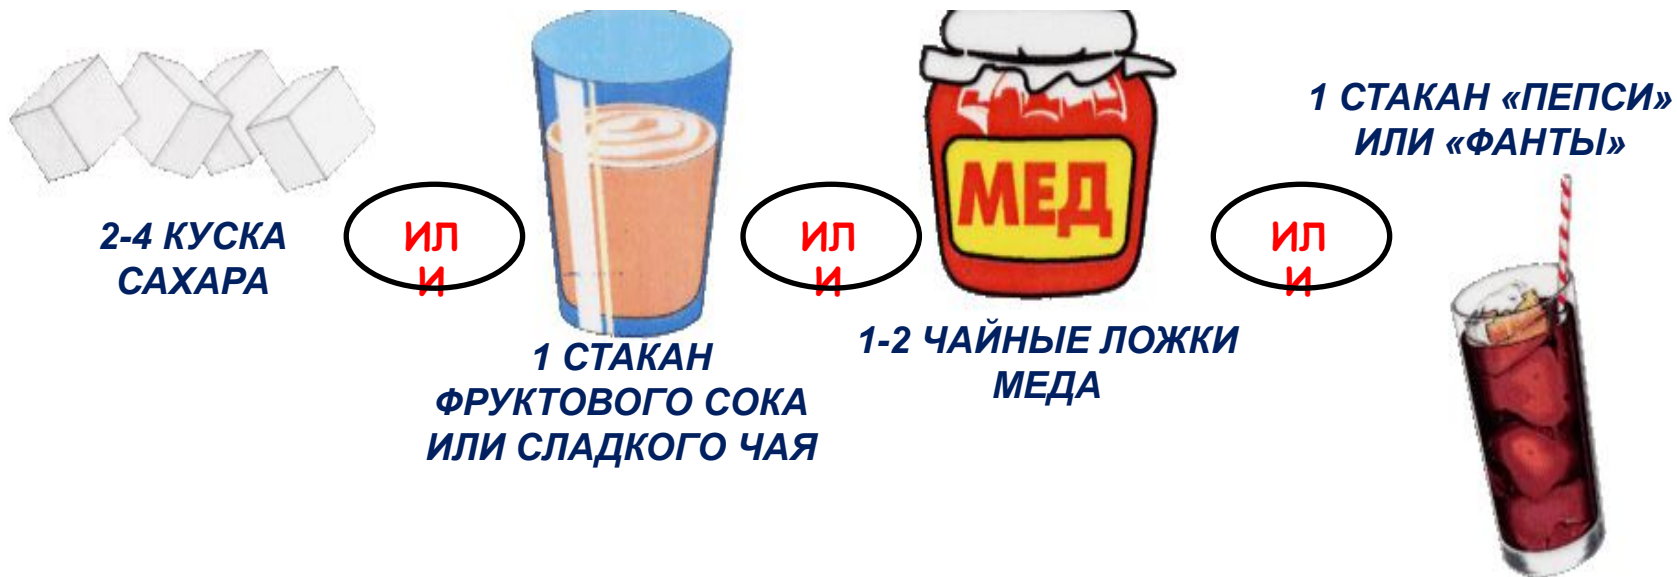 2-4 КУСКА
САХАРА
ИЛ
И
1 СТАКАН
ФРУКТОВОГО СОКА
ИЛИ СЛАДКОГО ЧАЯ
ИЛ
И
МЕД
1-2 ЧАЙНЫЕ ЛОЖКИ
МЕДА
ИЛ
И
1 СТАКАН «ПЕПСИ»
ИЛИ «ФАНТЫ»